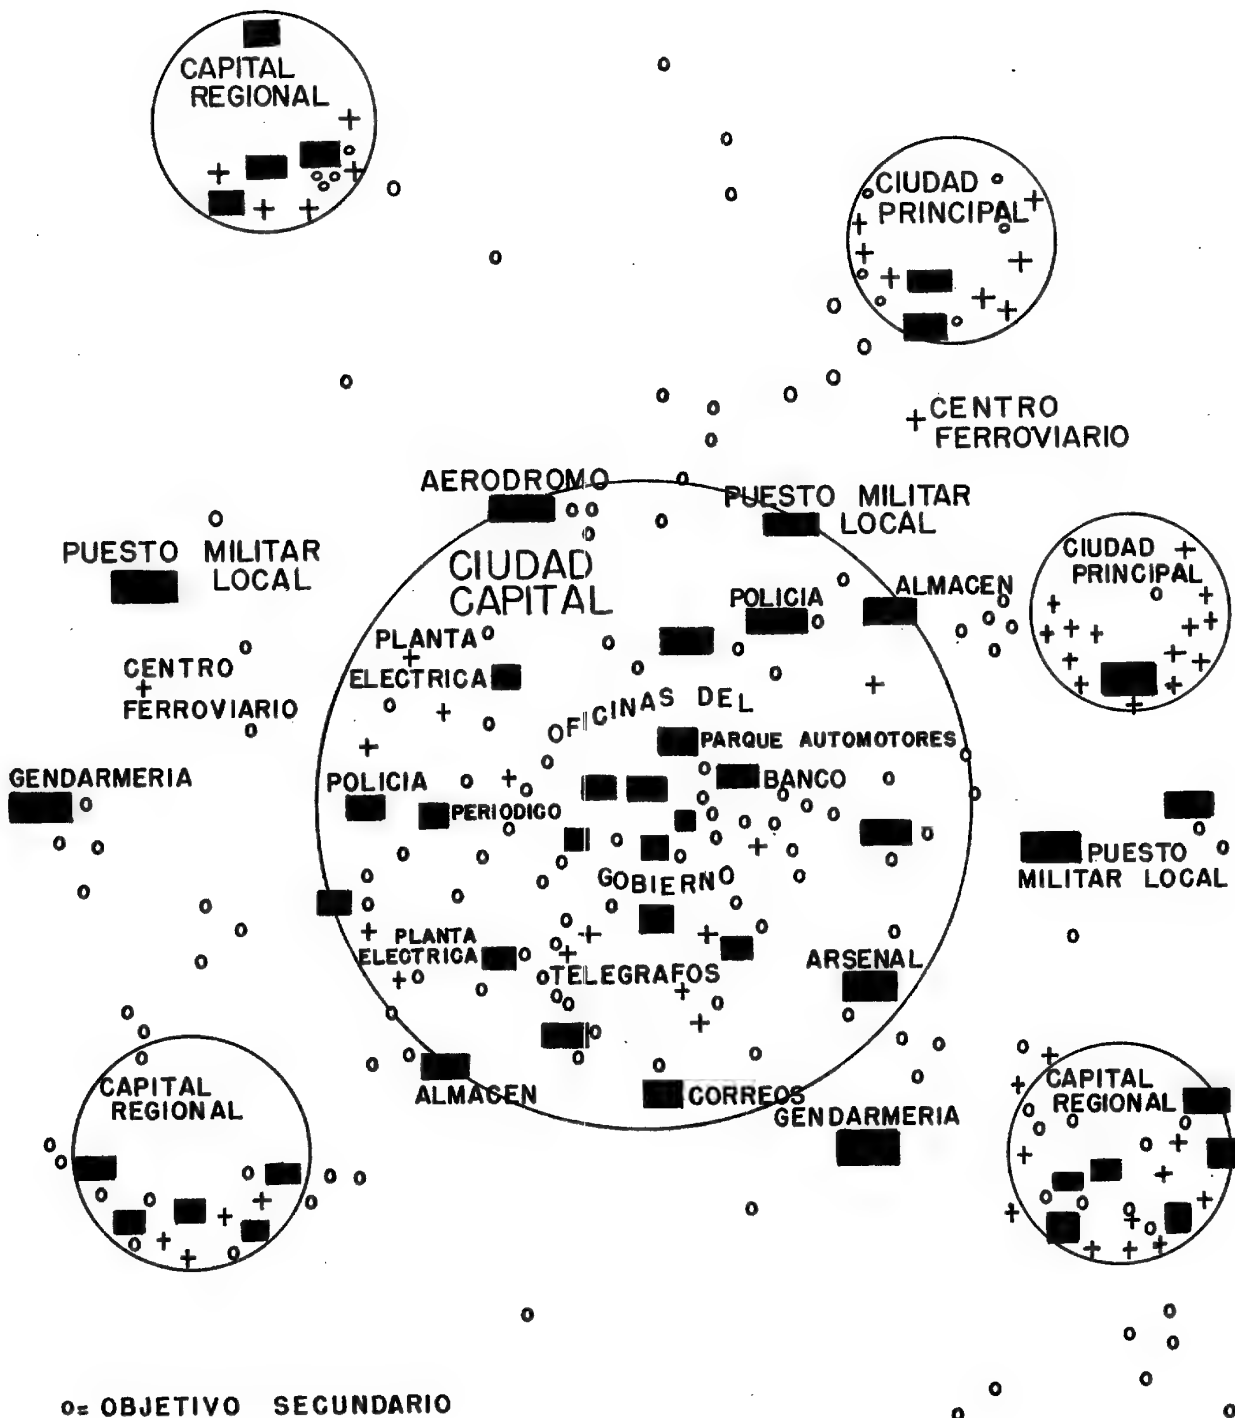 CAPITAL
REGIONAL
CIUDAD
PRINCIPAL
CENTRO
FERROVIARIO
AERODROMO
PUESTO MILITAR
LOCAL
PUESTO MILITAR
LOCAL
CIUDAD
CAPITAL
CIUDAD
PRINCIPAL
POLICIA
ALMACEN
PLANTA
ELECTRICA
CENTRO
FERROVIARIO
OFICINAS DEL
PARQUE AUTOMOTORES
GENDARMERIA
POLICIA
BANCO
PERIODICO
PUESTO
MILITAR LOCAL
GOBIERNO
PLANTA
ELECTRICA
ARSENAL
TELEGRAFOS
CAPITAL
REGIONAL
ALMACEN
CORREOS
CAPITAL
REGIONAL
GENDARMERIA
o= OBJETIVO SECUNDARIO